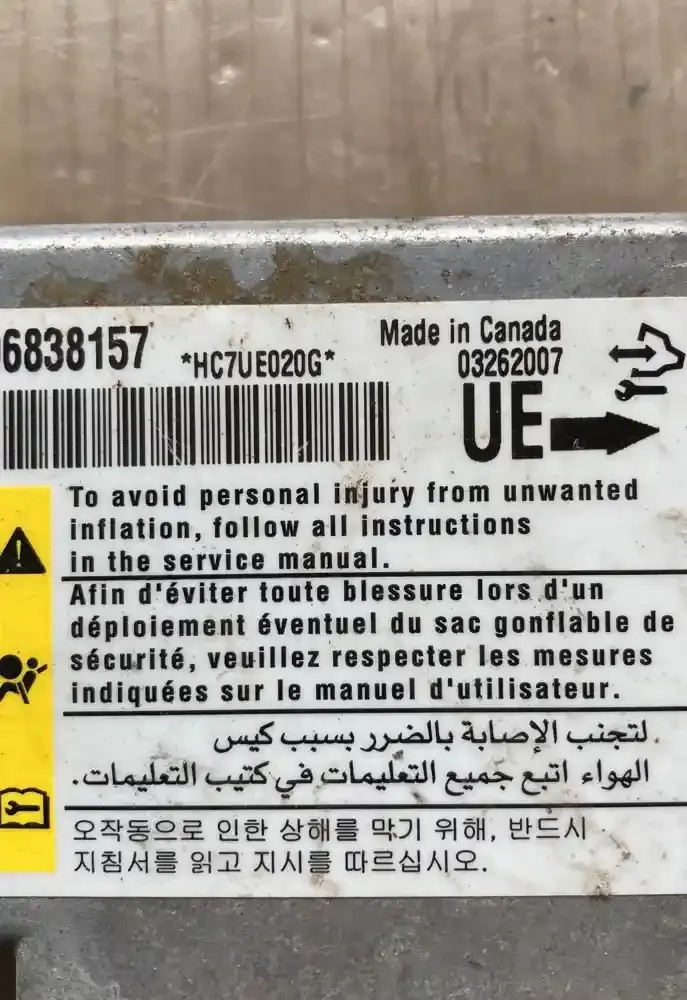 6838157
*HC7UE020G*
Made in Canada
03262007
UE
To avoid personal injury from unwanted
inflation, follow all instructions
in the service manual.
Afin d'éviter toute blessure lors d'un
déploiement éventuel du sac gonflable de
sécurité, veuillez respecter les mesures
indiquées sur le manuel d'utilisateur.
لتجنب الإصابة بالضرر بسبب كيس
الهواء اتبع جميع التعليمات في كتيب التعليمات.
오작동으로 인한 상해를 막기 위해, 반드시
지침서를 읽고 지시를 따르십시오.